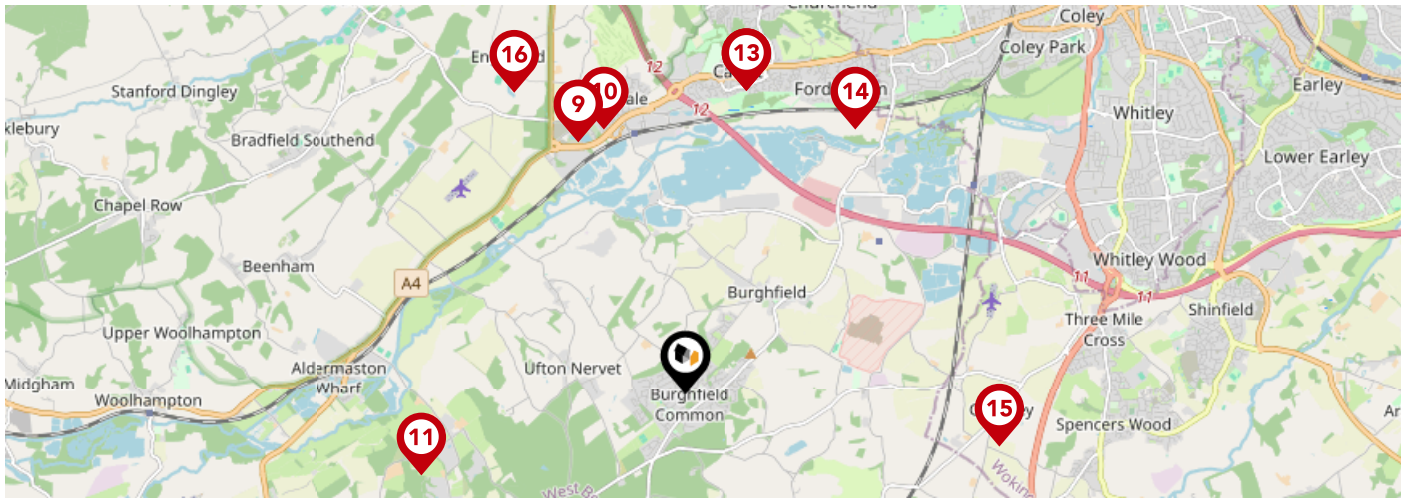 Churchend
Coley
Coley Park
16
13
12
Earley
Stanford Dingley
9
10
14
12
Whitley
Bradfield Southend
Lower Earley
Chapel Row
Beenham
A4
Whitley Wood
11
11
Burghfield
Shinfield
Upper Woolhampton
Three Mile
Cross
Aldermaston
Wharf
Ufton Nervet
Midgham
Woolhampton
Burghfield
Common
15
Spencers Wood
11